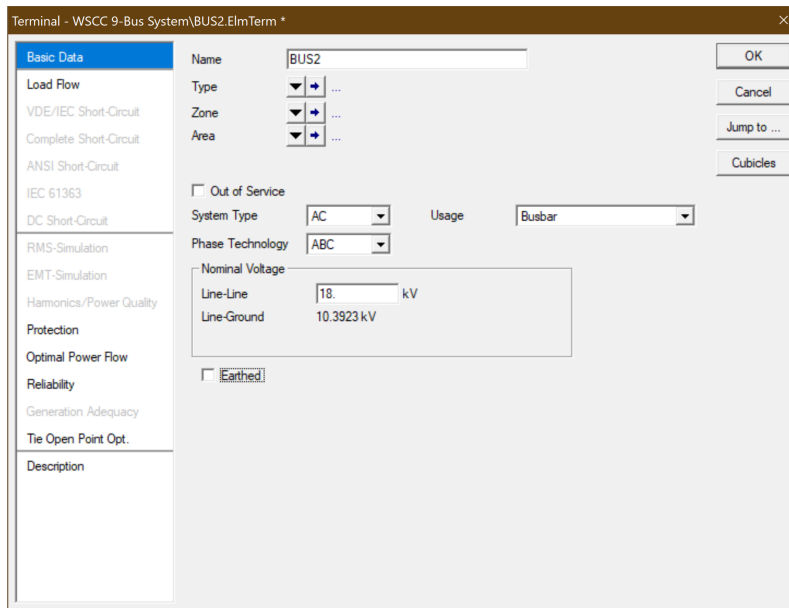 Terminal - WSCC 9-Bus System\BUS2.ElmTerm *
Basic Data
Load Flow
VDE/IEC Short-Circuit
Complete Short-Circuit
ANSI Short-Circuit
IEC 61363
DC Short-Circuit
RMS-Simulation
EMT-Simulation
Harmonics/Power Quality
Protection
Optimal Power Flow
Reliability
Generation Adequacy
Tie Open Point Opt.
Description
Name BUS2
Type ...
Zone ...
Area ...
Out of Service
System Type AC Usage Busbar
Phase Technology ABC
Nominal Voltage
Line-Line 18. kV
Line-Ground 10.3923 kV
Earthed
OK
Cancel
Jump to ...
Cubicles